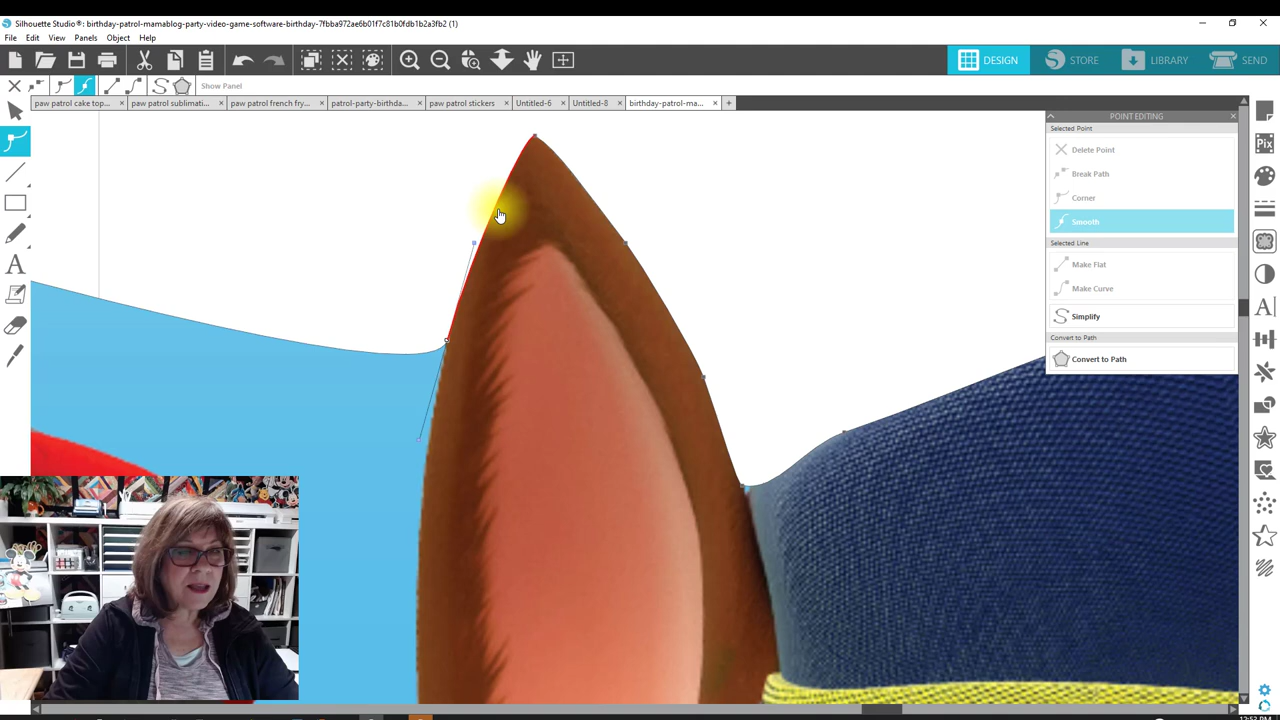 Silhouette Studio®: birthday-patrol-mamablog-party-video-game-software-birthday-7fbba972ae6b01f7c81b0fdb1b2a3fb2 (1)
File Edit View Panels Object Help
DESIGN STORE LIBRARY SEND
Show Panel
paw patrol cake top... paw patrol sublimati... paw patrol french fry... patrol-party-birthda... paw patrol stickers Untitled-6 Untitled-8 birthday-patrol-ma...
POINT EDITING
Selected Point
Delete Point
Break Path
Corner
Smooth
Selected Line
Make Flat
Make Curve
Simplify
Convert to Path
Convert to Path